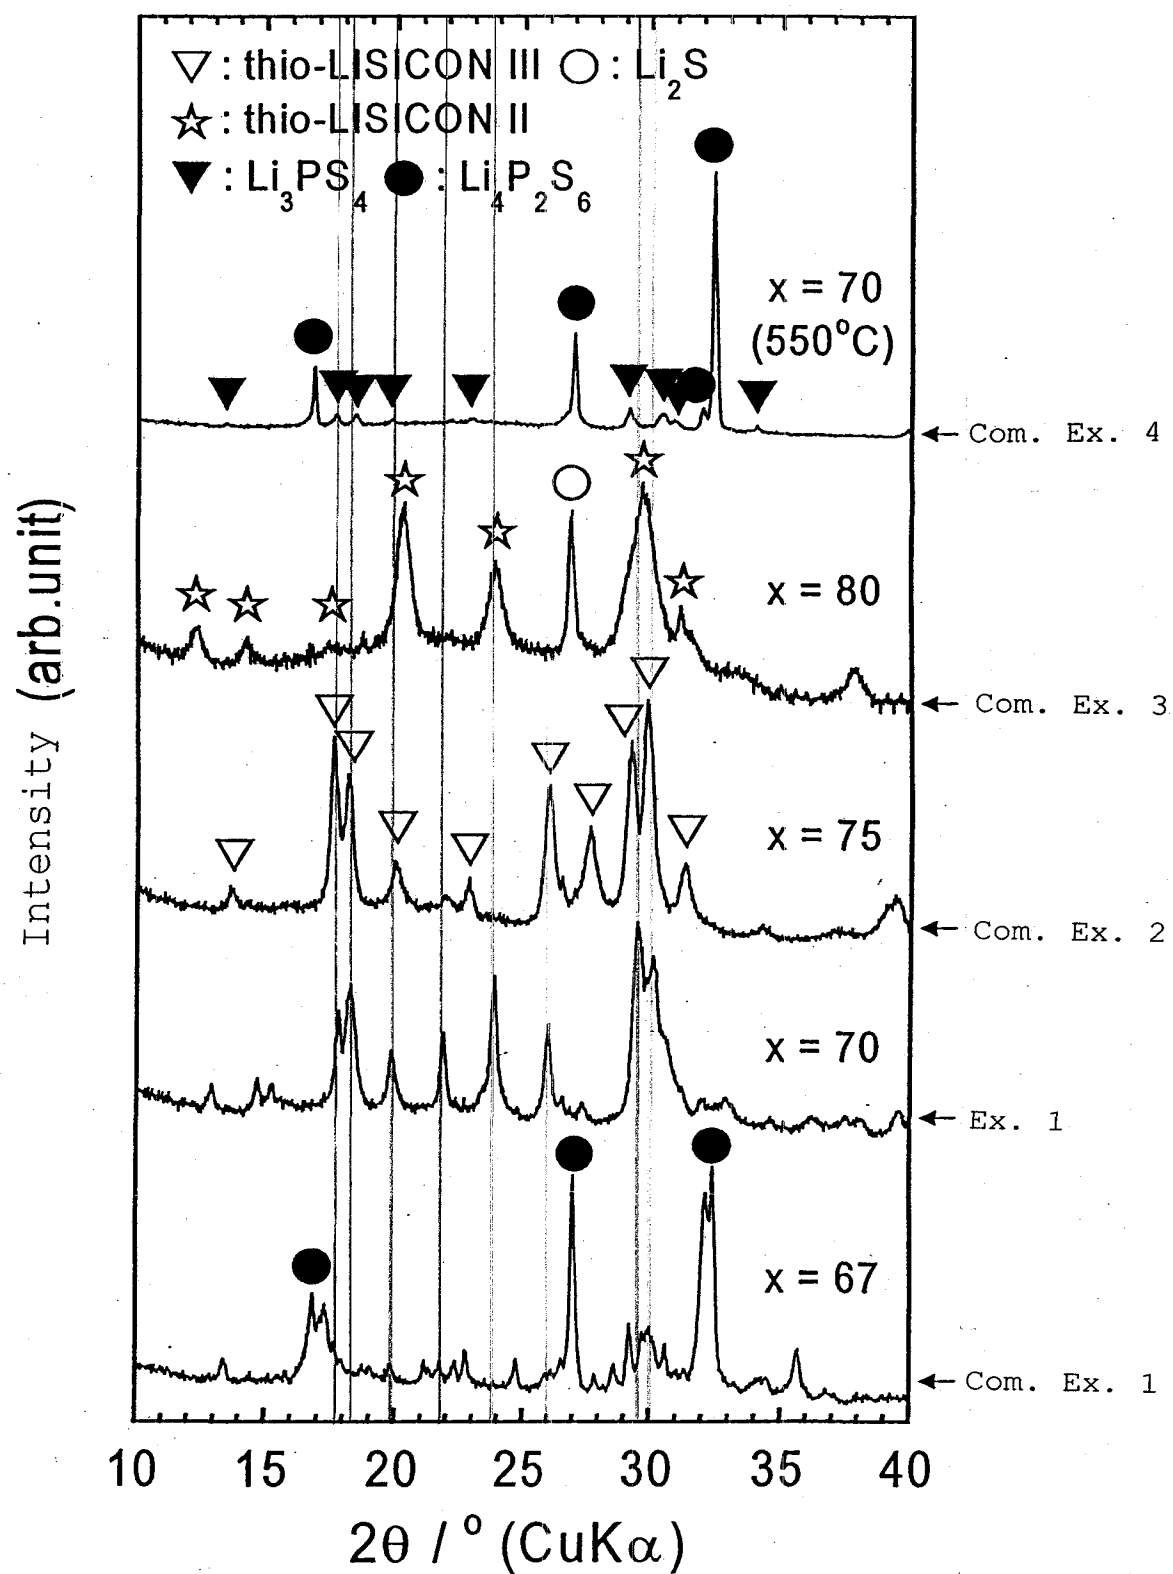 ▽ : thio-LISICON III ○ : Li2S
☆ : thio-LISICON II
▼ : Li3PS4 ● : Li4P2S6
x = 70
(550°C)
Com. Ex. 4
x = 80
Com. Ex. 3
x = 75
Com. Ex. 2
x = 70
Ex. 1
x = 67
Com. Ex. 1
Intensity (arb.unit)
10 15 20 25 30 35 40
2θ / ° (CuKα)